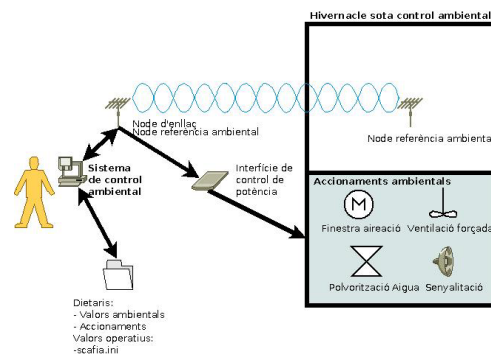 Hivernacle sota control ambiental
Node d'enllaç
Node referència ambiental
Node referència ambiental
Sistema
de control
ambiental
Interfície de
control de
potència
Accionaments ambientals
M
Finestra aireació
Ventilació forçada
Polvorització Aigua
Senyalització
Dietaris:
- Valors ambientals
- Accionaments
Valors operatius:
-scafia.ini